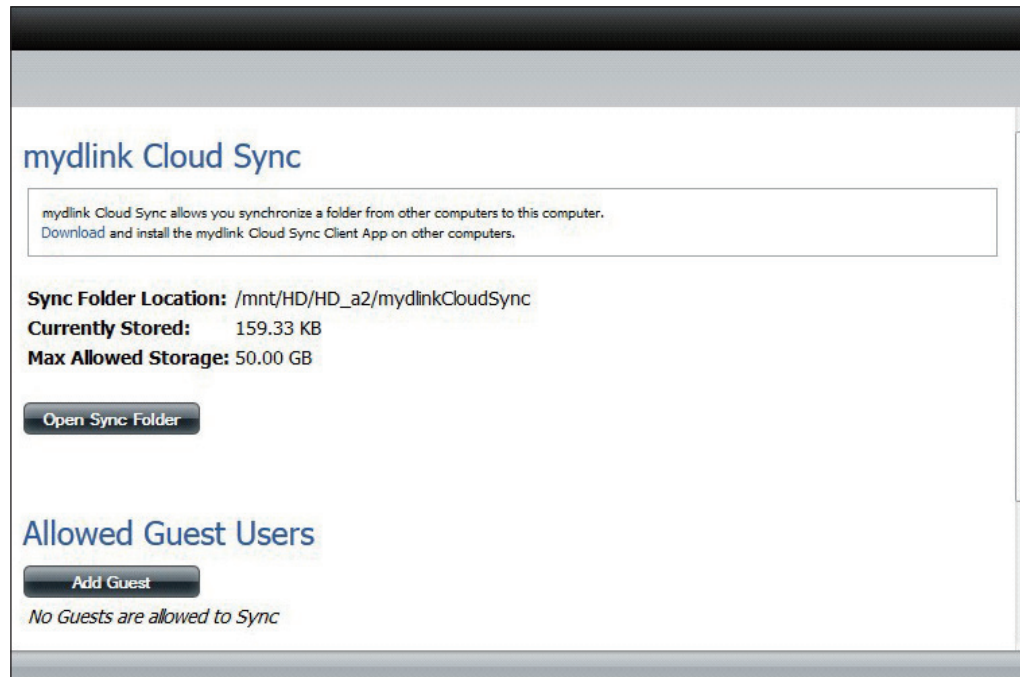 mydlink Cloud Sync
mydlink Cloud Sync allows you synchronize a folder from other computers to this computer.
Download and install the mydlink Cloud Sync Client App on other computers.
Sync Folder Location: /mnt/HD/HD_a2/mydlinkCloudSync
Currently Stored: 159.33 KB
Max Allowed Storage: 50.00 GB
Open Sync Folder
Allowed Guest Users
Add Guest
No Guests are allowed to Sync